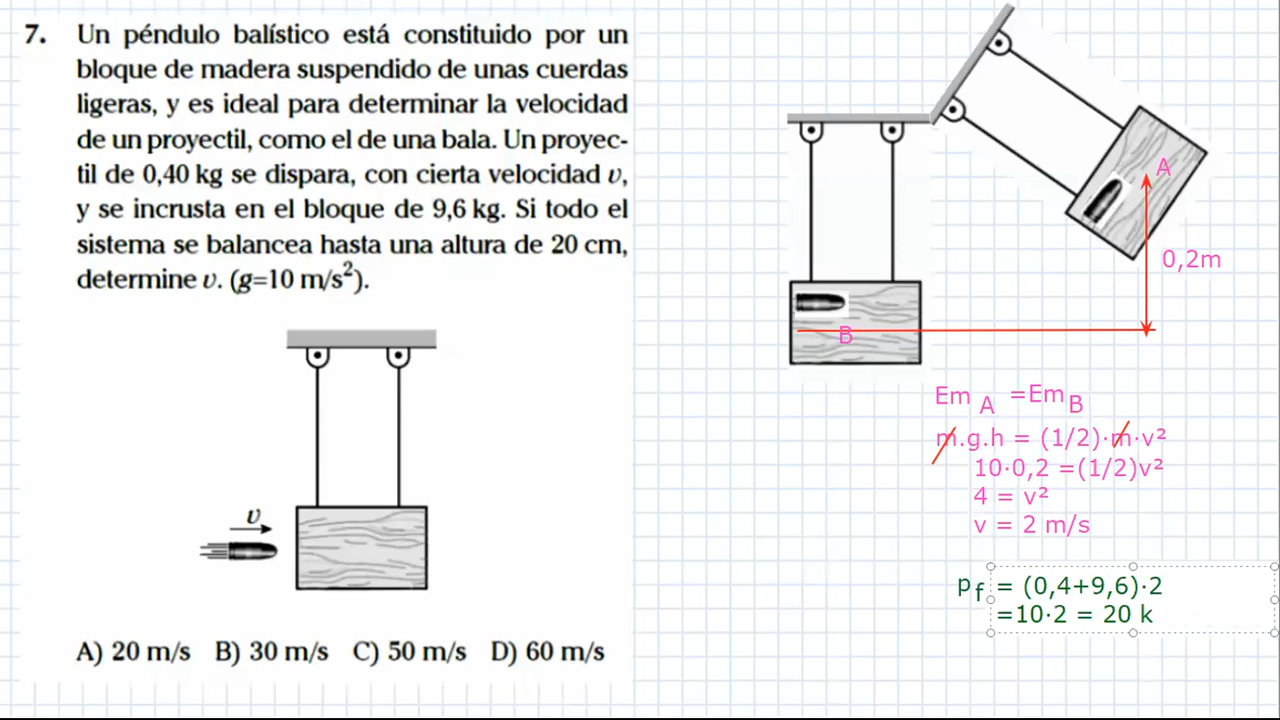 7. Un péndulo balístico está constituido por un
bloque de madera suspendido de unas cuerdas
ligeras, y es ideal para determinar la velocidad
de un proyectil, como el de una bala. Un proyec-
til de 0,40 kg se dispara, con cierta velocidad v,
y se incrusta en el bloque de 9,6 kg. Si todo el
sistema se balancea hasta una altura de 20 cm,
determine v. (g=10 m/s²).
v
A) 20 m/s B) 30 m/s C) 50 m/s D) 60 m/s
A
0,2m
B
Em A =Em B
m.g.h = (1/2)·m·v²
10·0,2 =(1/2)v²
4 = v²
v = 2 m/s
p f = (0,4+9,6)·2
=10·2 = 20 k